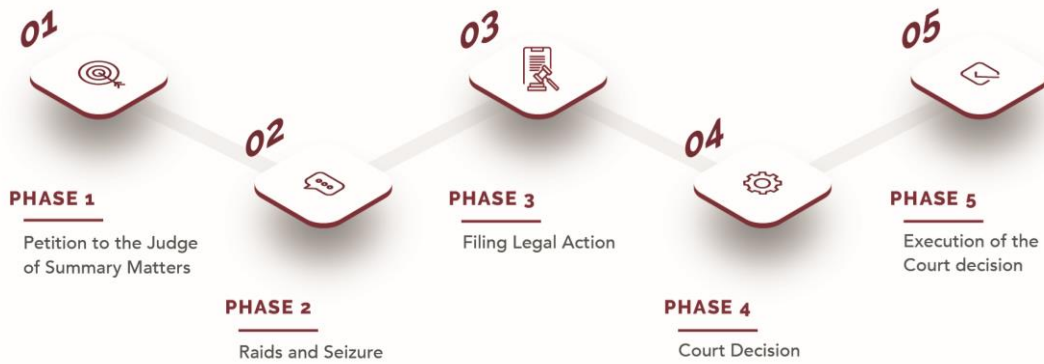 01
PHASE 1
Petition to the Judge
of Summary Matters
02
PHASE 2
Raids and Seizure
03
PHASE 3
Filing Legal Action
04
PHASE 4
Court Decision
05
PHASE 5
Execution of the
Court decision